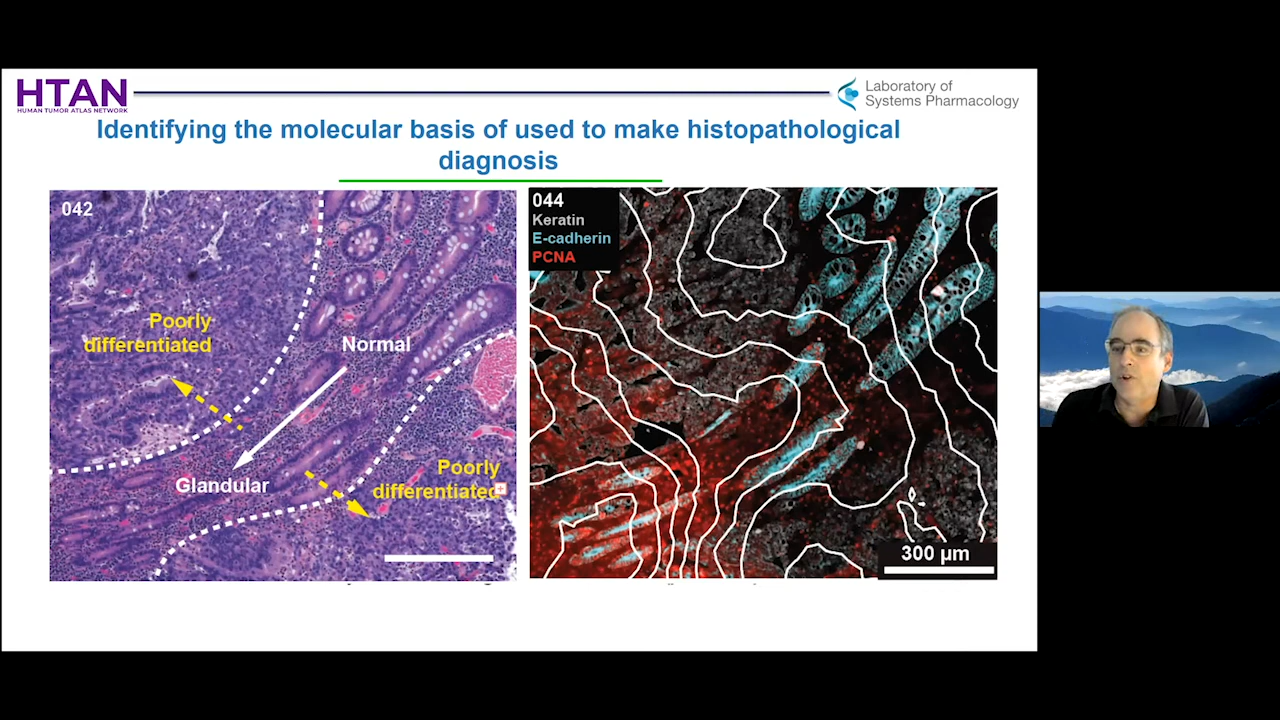 HTAN
HUMAN TUMOR ATLAS NETWORK
Laboratory of
Systems Pharmacology
Identifying the molecular basis of used to make histopathological
diagnosis
042
Poorly
differentiated
Normal
Glandular
Poorly
differentiated
044
Keratin
E-cadherin
PCNA
300 µm